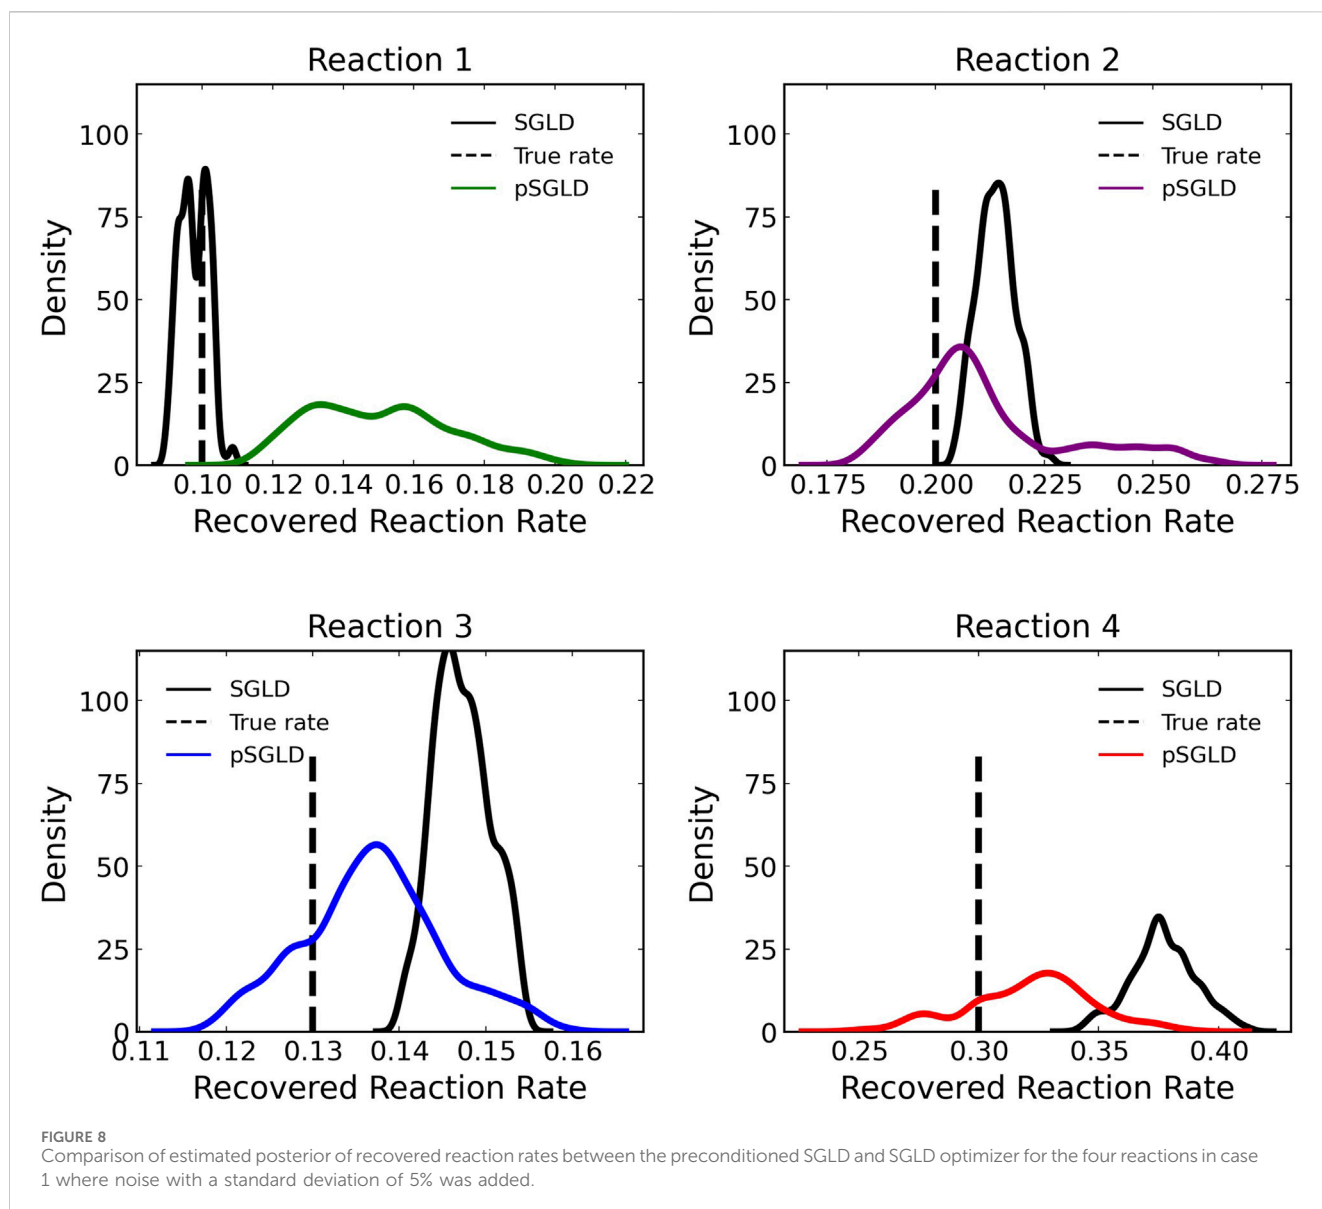 Reaction 1
100
75
50
25
0
Density
SGLD
True rate
pSGLD
0.10 0.12 0.14 0.16 0.18 0.20 0.22
Recovered Reaction Rate
Reaction 2
100
75
50
25
0
Density
SGLD
True rate
pSGLD
0.175 0.200 0.225 0.250 0.275
Recovered Reaction Rate
Reaction 3
100
75
50
25
0
Density
SGLD
True rate
pSGLD
0.11 0.12 0.13 0.14 0.15 0.16
Recovered Reaction Rate
Reaction 4
100
75
50
25
0
Density
SGLD
True rate
pSGLD
0.25 0.30 0.35 0.40
Recovered Reaction Rate
FIGURE 8
Comparison of estimated posterior of recovered reaction rates between the preconditioned SGLD and SGLD optimizer for the four reactions in case
1 where noise with a standard deviation of 5% was added.